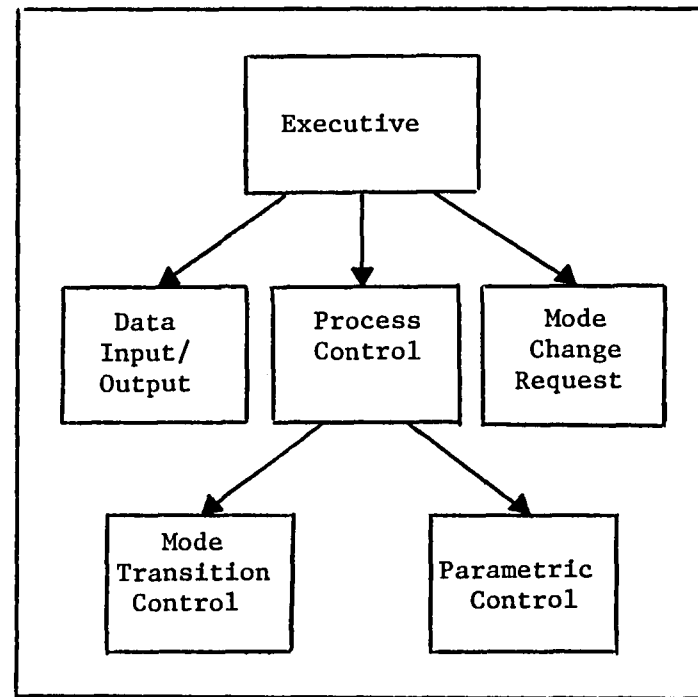 Executive
Data
Input/
Output
Process
Control
Mode
Change
Request
Mode
Transition
Control
Parametric
Control